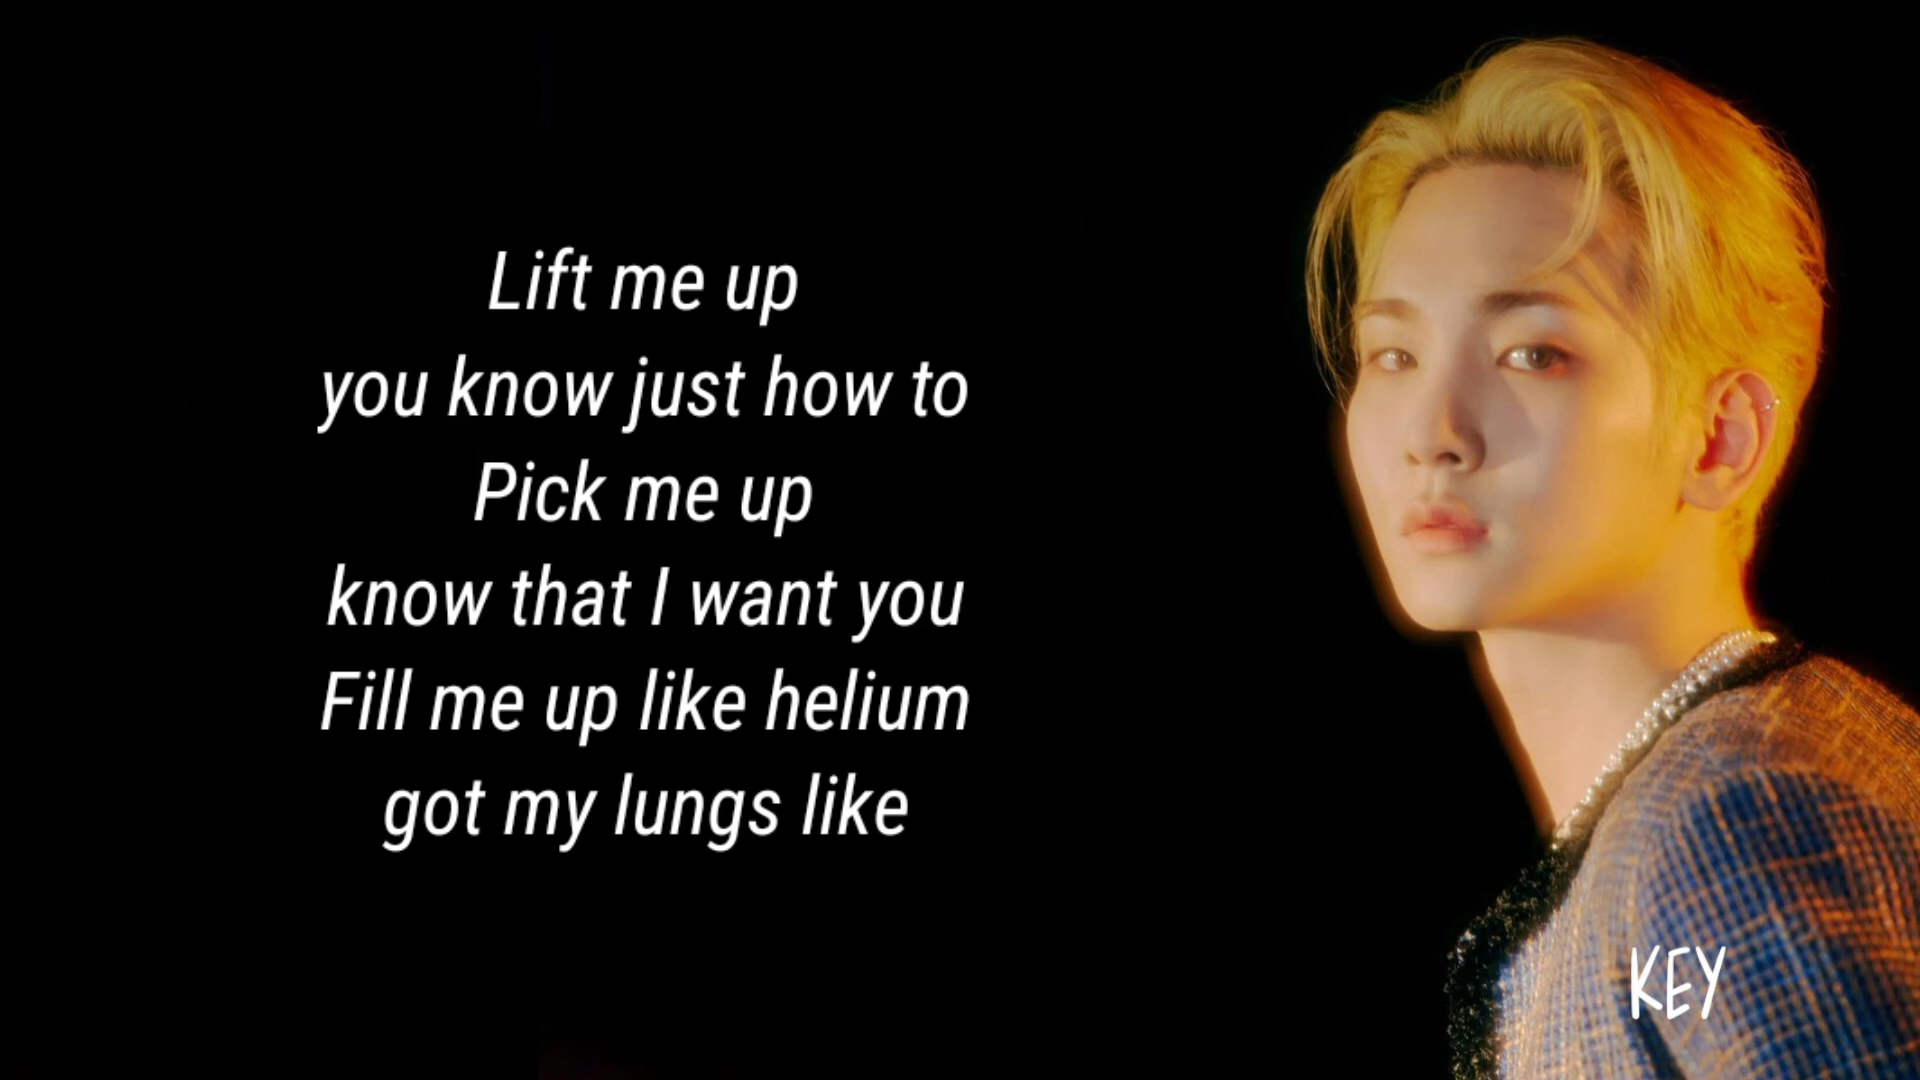 Lift me up
you know just how to
Pick me up
know that I want you
Fill me up like helium
got my lungs like
KEY